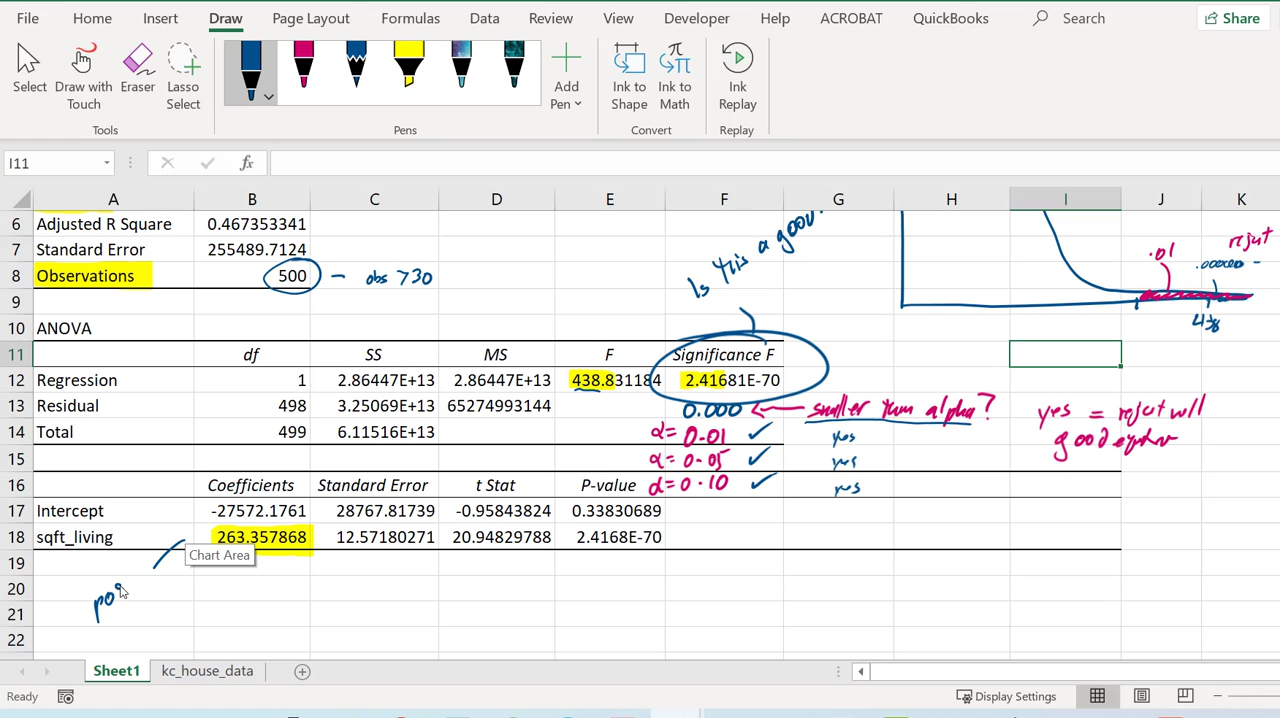 File Home Insert Draw Page Layout Formulas Data Review View Developer Help ACROBAT QuickBooks Search Share
Select Draw with Touch Eraser Lasso Select Add Pen Ink to Shape Ink to Math Ink Replay
Tools Pens Convert Replay
I11 fx
A B C D E F G H I J K
6 Adjusted R Square 0.467353341
7 Standard Error 255489.7124
8 Observations 500 – obs >30
Is this a good
.01 reject
.000000
438
9
10 ANOVA
11 df SS MS F Significance F
12 Regression 1 2.86447E+13 2.86447E+13 438.831184 2.41681E-70
13 Residual 498 3.25069E+13 65274993144 0.000 smaller than alpha? yes = reject null
14 Total 499 6.11516E+13 α = 0.01 ✓ yes good
15 α = 0.05 ✓ yes
16 Coefficients Standard Error t Stat P-value α = 0.10 ✓ yes
17 Intercept -27572.1761 28767.81739 -0.95843824 0.33830689
18 sqft_living 263.357868 12.57180271 20.94829788 2.4168E-70
Chart Area
19
20 pos
21
22
Sheet1 kc_house_data
Ready Display Settings